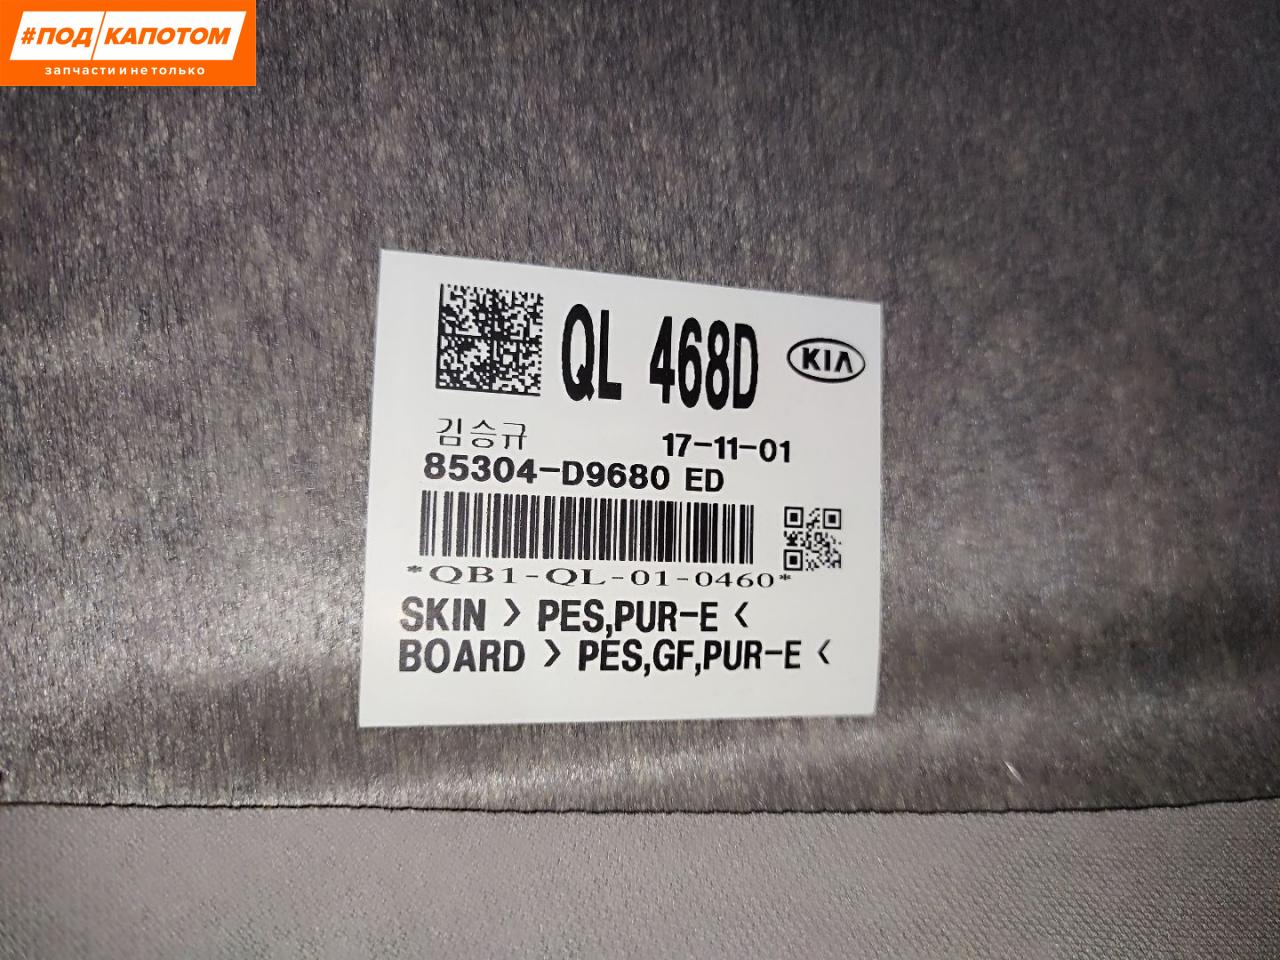 #ПОД КАПОТОМ
запчасти и не только
QL 468D
KIA
김승규 17-11-01
85304-D9680 ED
*QB1-QL-01-0460*
SKIN > PES,PUR-E <
BOARD > PES,GF,PUR-E <